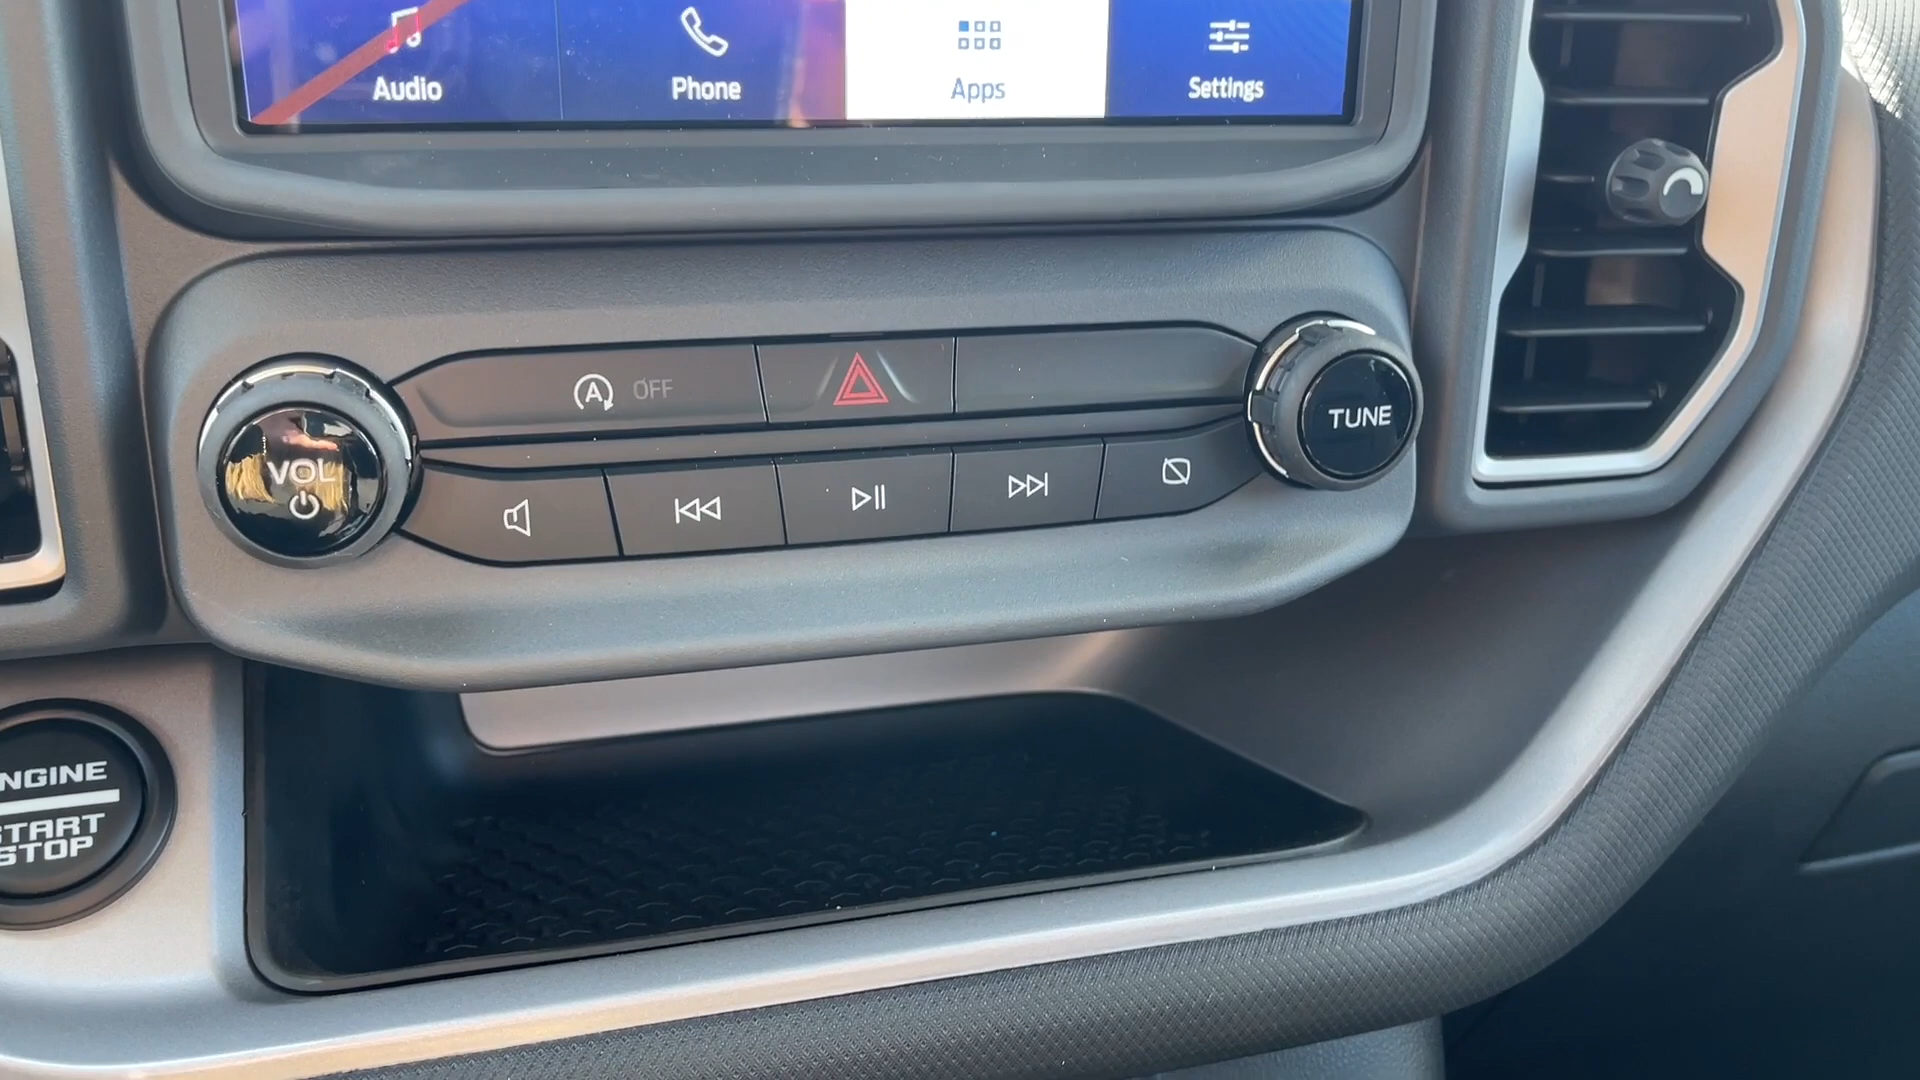 Audio
Phone
Apps
Settings
A OFF
VOL
TUNE
NGINE
START
STOP